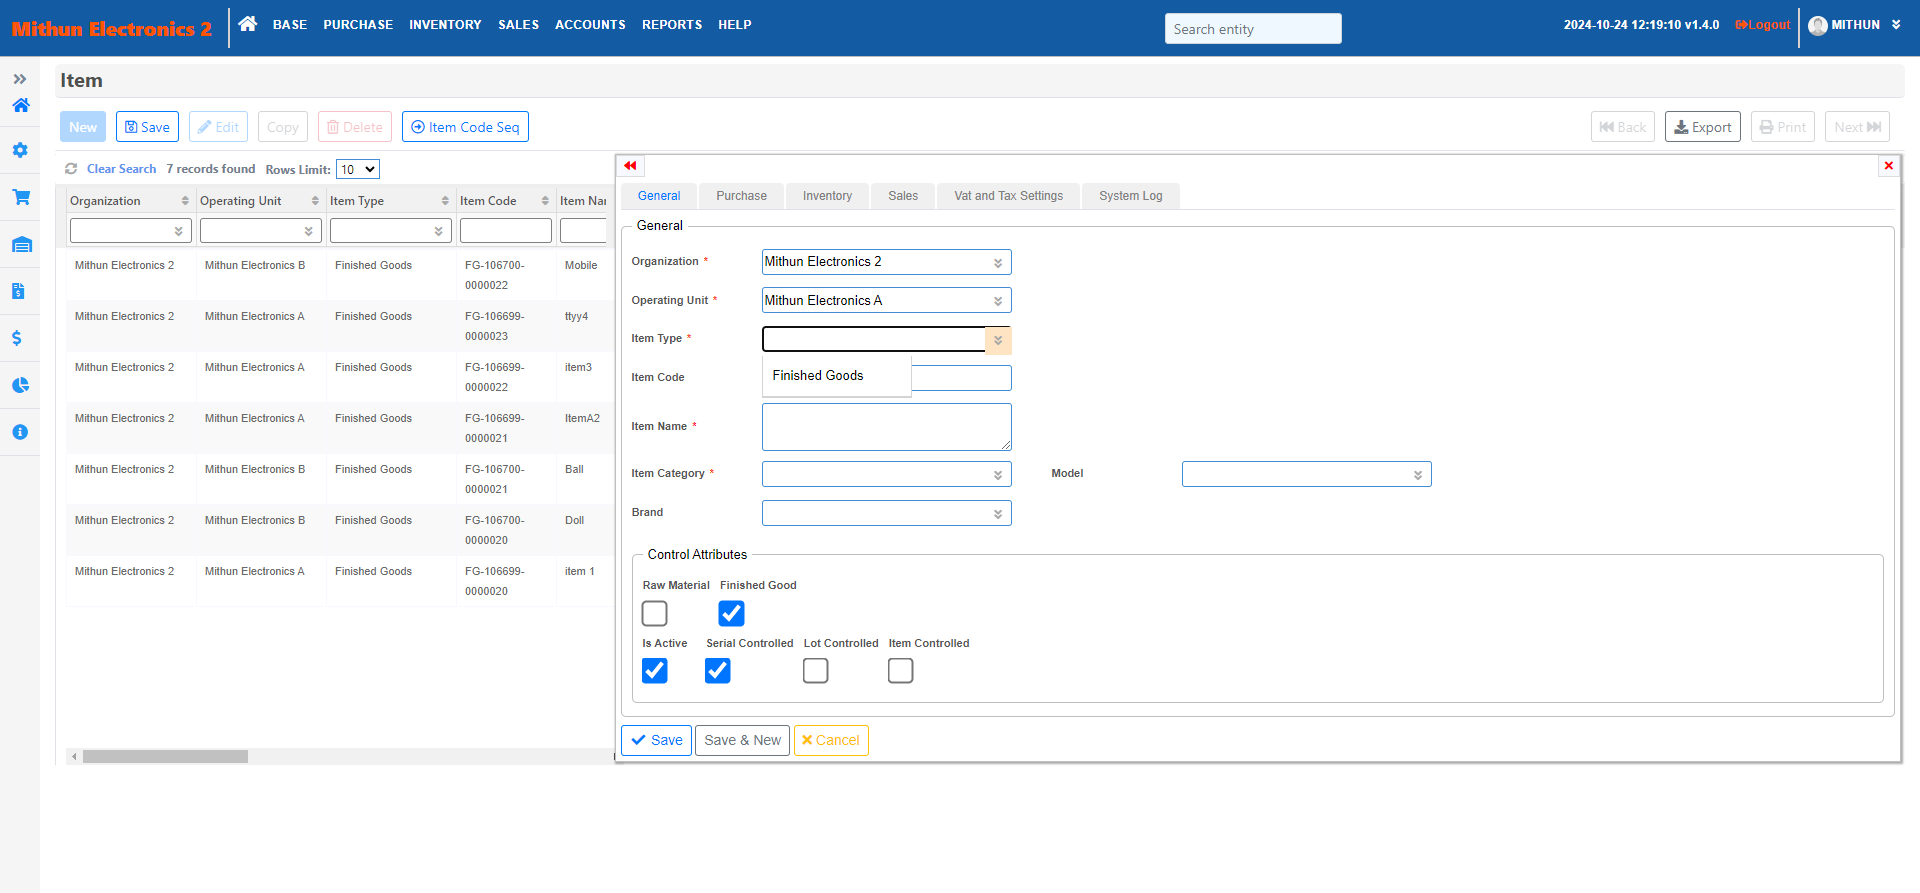 Mithun Electronics 2
BASE PURCHASE INVENTORY SALES ACCOUNTS REPORTS HELP
Search entity
2024-10-24 12:19:10 v1.4.0 Logout MITHUN
Item
New Save Edit Copy Delete Item Code Seq
Back Export Print Next
Clear Search 7 records found Rows Limit: 10
Organization Operating Unit Item Type Item Code Item Nar
Mithun Electronics 2 Mithun Electronics B Finished Goods FG-106700-0000022 Mobile
Mithun Electronics 2 Mithun Electronics A Finished Goods FG-106699-0000023 ttyy4
Mithun Electronics 2 Mithun Electronics A Finished Goods FG-106699-0000022 item3
Mithun Electronics 2 Mithun Electronics A Finished Goods FG-106699-0000021 ItemA2
Mithun Electronics 2 Mithun Electronics B Finished Goods FG-106700-0000021 Ball
Mithun Electronics 2 Mithun Electronics B Finished Goods FG-106700-0000020 Doll
Mithun Electronics 2 Mithun Electronics A Finished Goods FG-106699-0000020 item 1
General Purchase Inventory Sales Vat and Tax Settings System Log
General
Organization * Mithun Electronics 2
Operating Unit * Mithun Electronics A
Item Type *
Finished Goods
Item Code
Item Name *
Item Category * Model
Brand
Control Attributes
Raw Material Finished Good
Is Active Serial Controlled Lot Controlled Item Controlled
Save Save & New Cancel